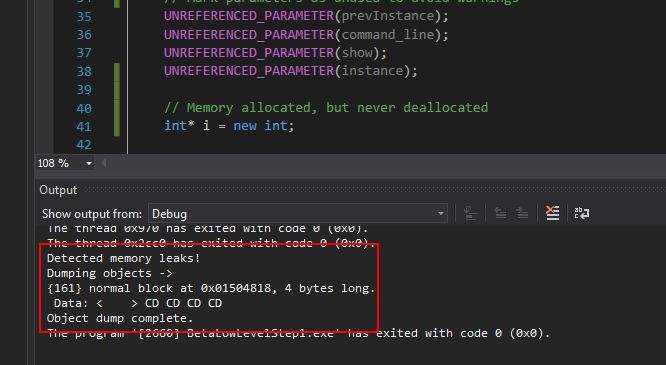 34 // Mark parameters as unused to avoid warnings
35 UNREFERENCED_PARAMETER(prevInstance);
36 UNREFERENCED_PARAMETER(command_line);
37 UNREFERENCED_PARAMETER(show);
38 UNREFERENCED_PARAMETER(instance);
39
40 // Memory allocated, but never deallocated
41 int* i = new int;
42
108 %
Output
Show output from: Debug
The thread 0x970 has exited with code 0 (0x0).
The thread 0x2cc0 has exited with code 0 (0x0).
Detected memory leaks!
Dumping objects ->
{161} normal block at 0x01504818, 4 bytes long.
Data: <    > CD CD CD CD
Object dump complete.
The program '[2660] BetaLowLevelStep1.exe' has exited with code 0 (0x0).